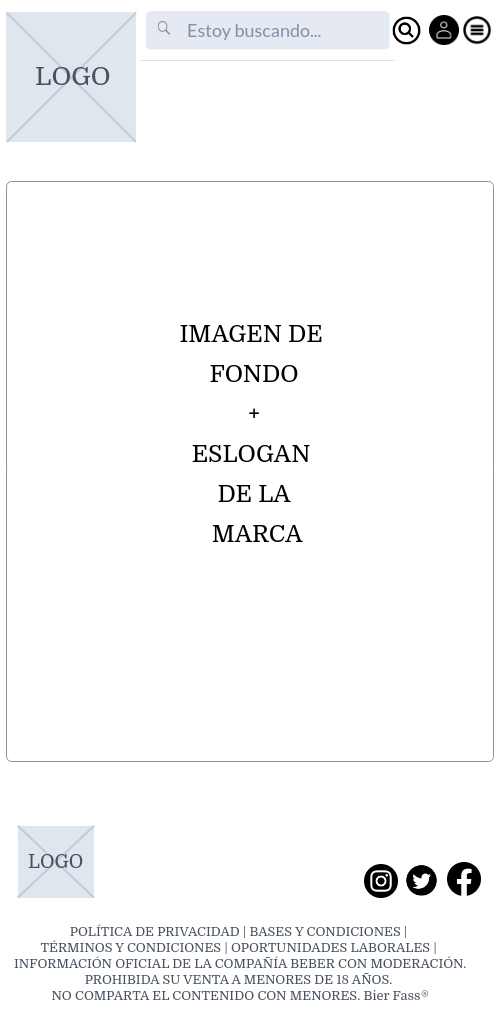 LOGO
Estoy buscando...
IMAGEN DE
FONDO
+
ESLOGAN
DE LA
MARCA
LOGO
POLÍTICA DE PRIVACIDAD | BASES Y CONDICIONES |
TÉRMINOS Y CONDICIONES | OPORTUNIDADES LABORALES |
INFORMACIÓN OFICIAL DE LA COMPAÑÍA BEBER CON MODERACIÓN.
PROHIBIDA SU VENTA A MENORES DE 18 AÑOS.
NO COMPARTA EL CONTENIDO CON MENORES. Bier Fass®